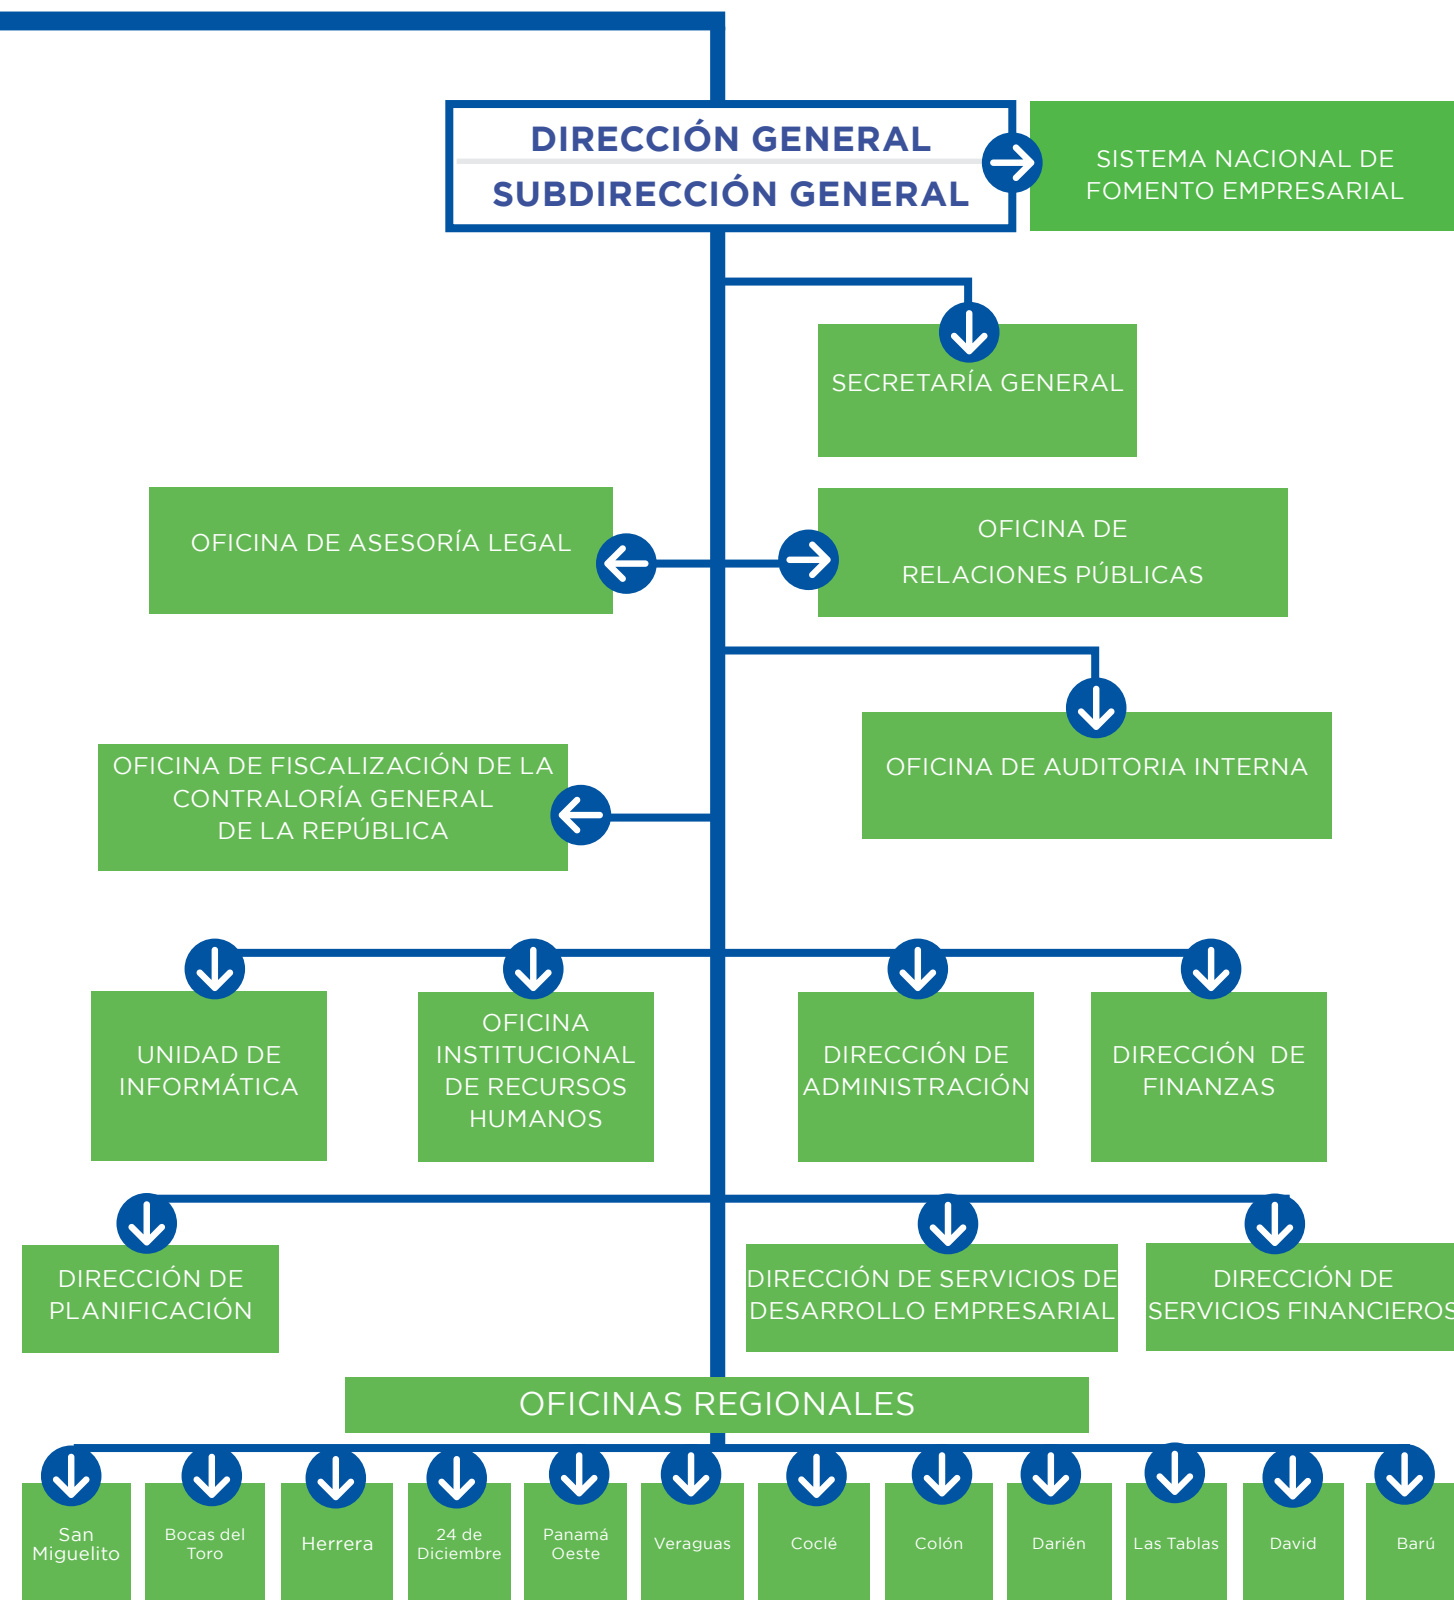 DIRECCIÓN GENERAL
SUBDIRECCIÓN GENERAL
SISTEMA NACIONAL DE
FOMENTO EMPRESARIAL
SECRETARÍA GENERAL
OFICINA DE ASESORÍA LEGAL
OFICINA DE
RELACIONES PÚBLICAS
OFICINA DE FISCALIZACIÓN DE LA
CONTRALORÍA GENERAL
DE LA REPÚBLICA
OFICINA DE AUDITORIA INTERNA
UNIDAD DE
INFORMÁTICA
OFICINA
INSTITUCIONAL
DE RECURSOS
HUMANOS
DIRECCIÓN DE
ADMINISTRACIÓN
DIRECCIÓN DE
FINANZAS
DIRECCIÓN DE
PLANIFICACIÓN
DIRECCIÓN DE SERVICIOS DE
DESARROLLO EMPRESARIAL
DIRECCIÓN DE
SERVICIOS FINANCIEROS
OFICINAS REGIONALES
San
Miguelito
Bocas del
Toro
Herrera
24 de
Diciembre
Panamá
Oeste
Veraguas
Coclé
Colón
Darién
Las Tablas
David
Barú